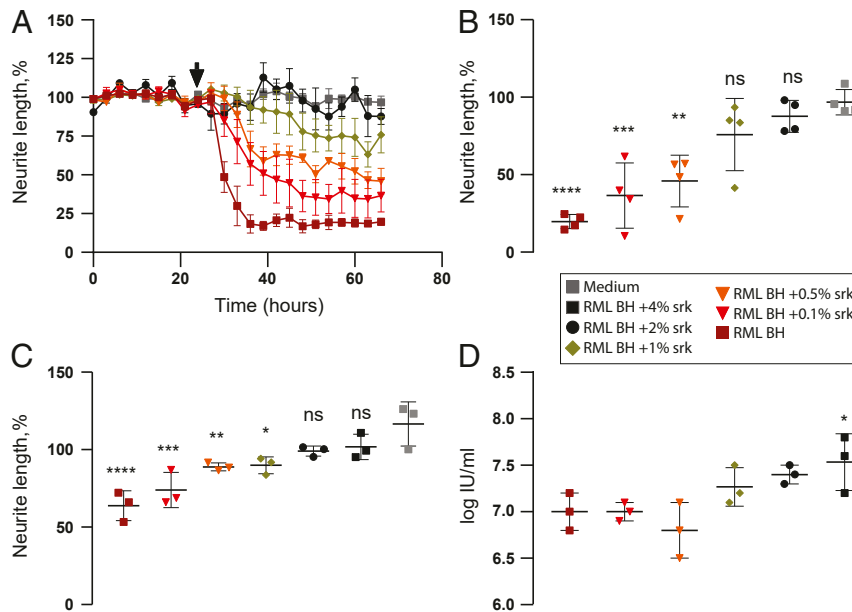 A
Neurite length,%
150
125
100
75
50
25
0
0 20 40 60 80
Time (hours)
B
Neurite length,%
150
100
50
0
**** *** ** ns ns
Medium
RML BH +4% srk
RML BH +2% srk
RML BH +1% srk
RML BH +0.5% srk
RML BH +0.1% srk
RML BH
C
Neurite length,%
150
100
50
0
**** *** ** * ns ns
D
log IU/ml
8.5
8.0
7.5
7.0
6.5
6.0
*